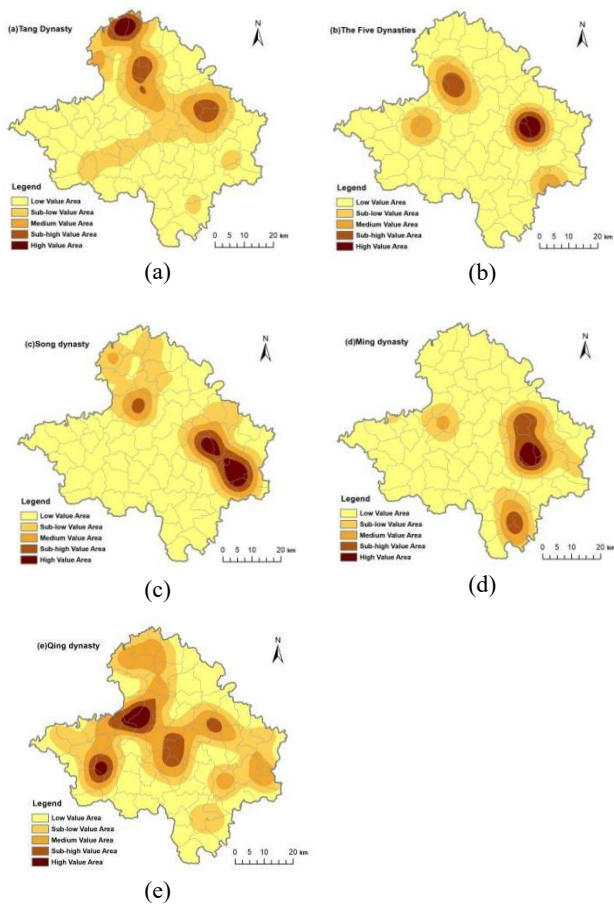 (a)Tang Dynasty
N
Legend
Low Value Area
Sub-low Value Area
Medium Value Area
Sub-high Value Area
High Value Area
0 5 10 20 km
(a)
(b)The Five Dynasties
N
Legend
Low Value Area
Sub-low Value Area
Medium Value Area
Sub-high Value Area
High Value Area
0 5 10 20 km
(b)
(c)Song dynasty
N
Legend
Low Value Area
Sub-low Value Area
Medium Value Area
Sub-high Value Area
High Value Area
0 5 10 20 km
(c)
(d)Ming dynasty
N
Legend
Low Value Area
Sub-low Value Area
Medium Value Area
Sub-high Value Area
High Value Area
0 5 10 20 km
(d)
(e)Qing dynasty
N
Legend
Low Value Area
Sub-low Value Area
Medium Value Area
Sub-high Value Area
High Value Area
0 5 10 20 km
(e)